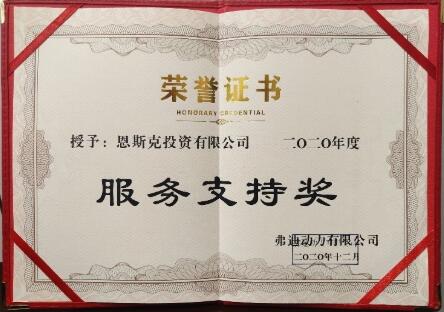 荣誉证书
HONORARY CREDENTIAL
授予：恩斯克投资有限公司 二〇二〇年度
服务支持奖
弗迪动力有限公司
二〇二〇年十二月